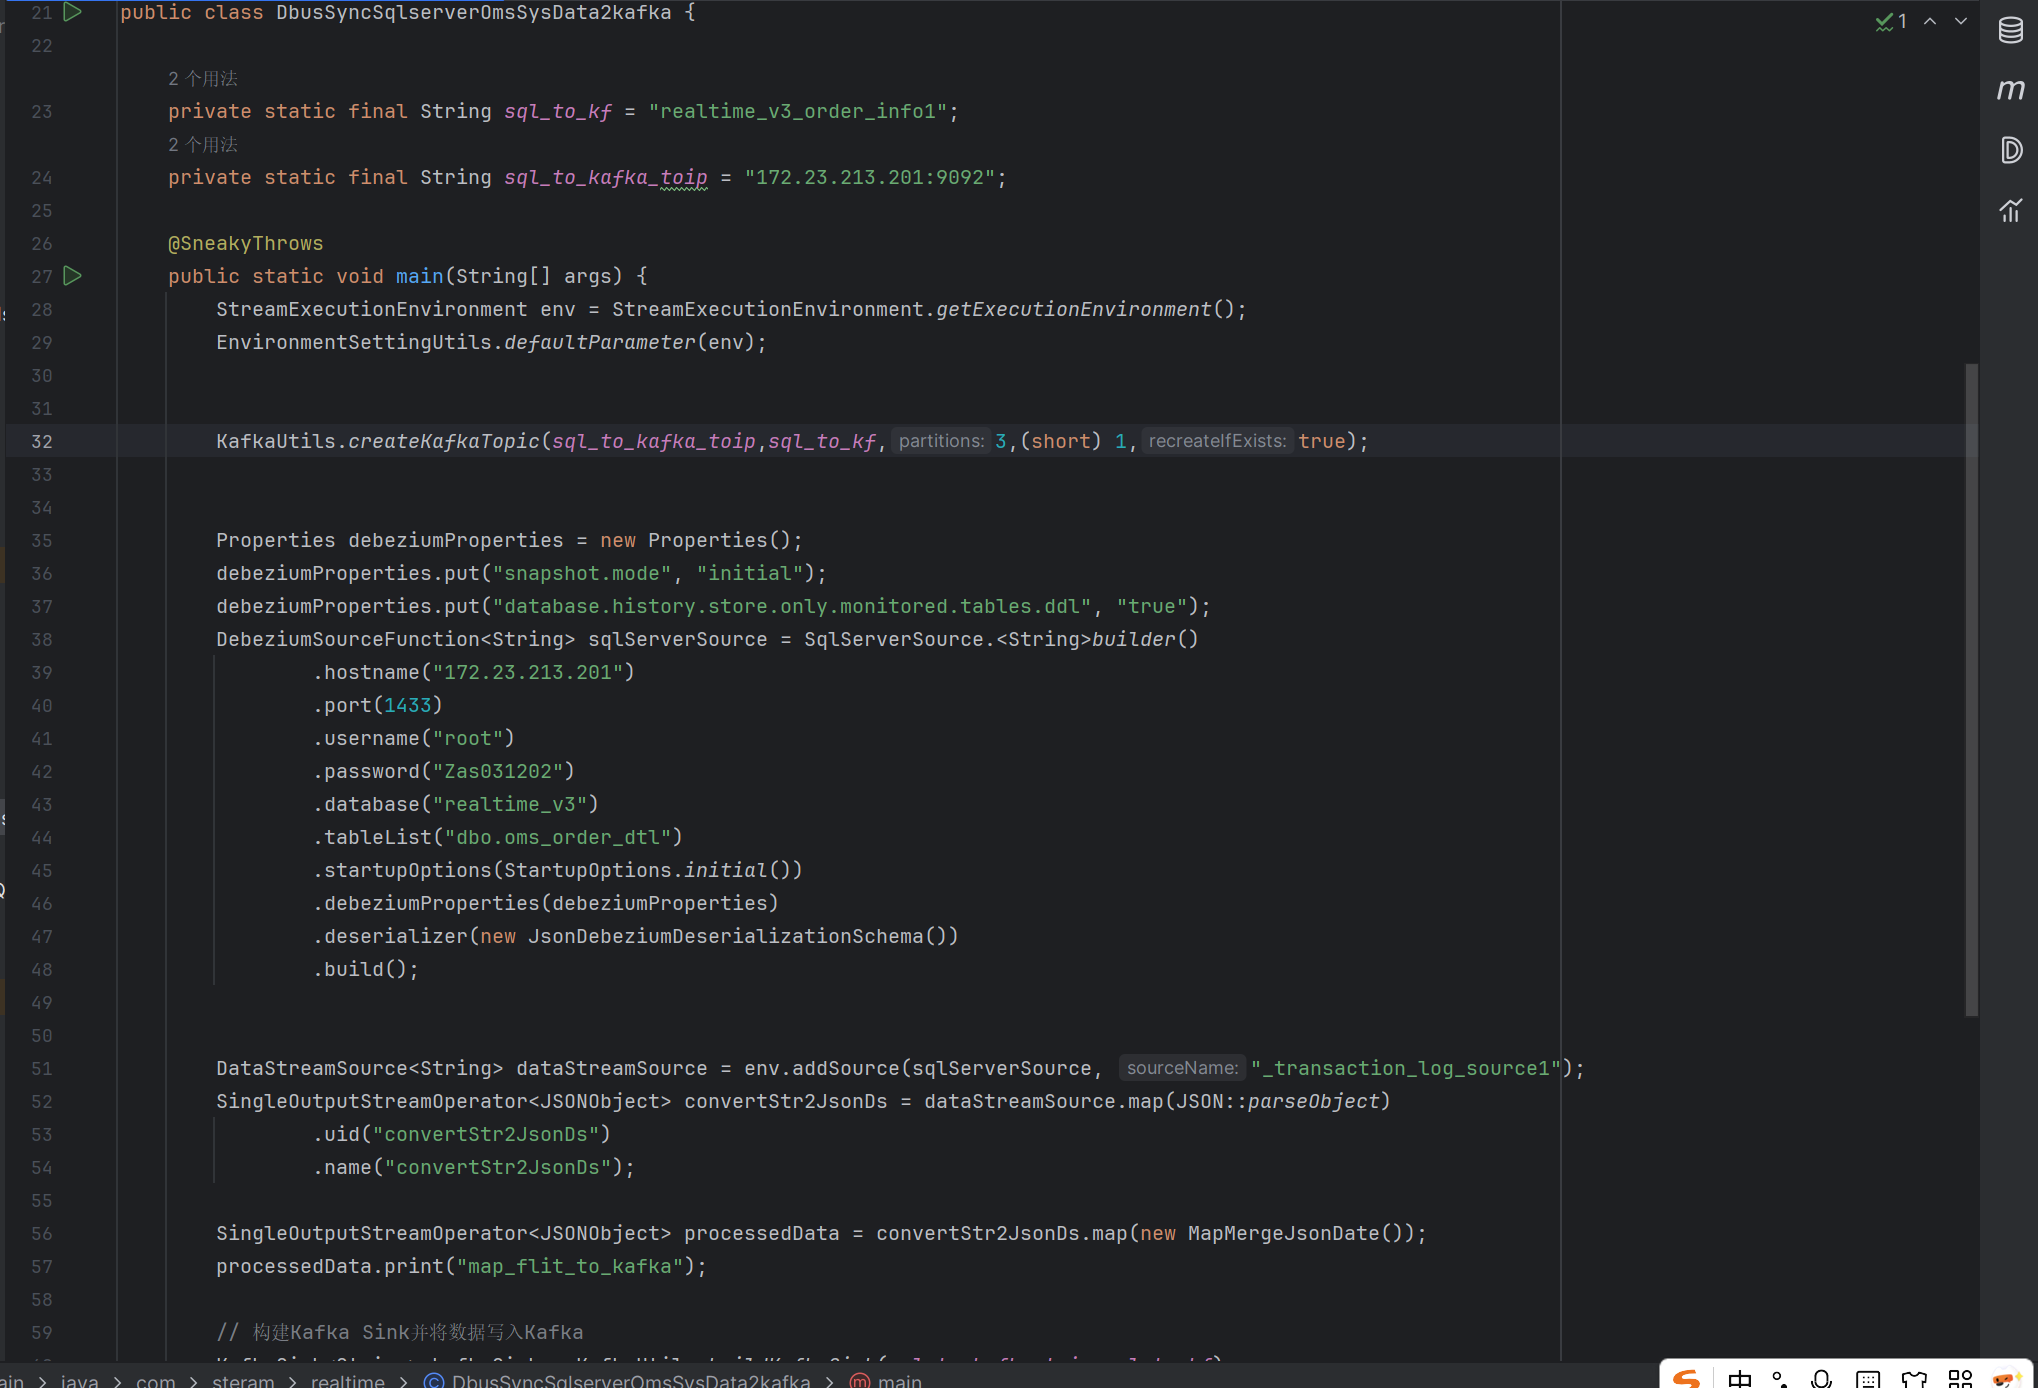 21 public class DbusSyncSqlserverOmsSysData2kafka {
22
2 个用法
23 private static final String sql_to_kf = "realtime_v3_order_info1";
2 个用法
24 private static final String sql_to_kafka_toip = "172.23.213.201:9092";
25
26 @SneakyThrows
27 public static void main(String[] args) {
28 StreamExecutionEnvironment env = StreamExecutionEnvironment.getExecutionEnvironment();
29 EnvironmentSettingUtils.defaultParameter(env);
30
31
32 KafkaUtils.createKafkaTopic(sql_to_kafka_toip,sql_to_kf, partitions: 3,(short) 1, recreateIfExists: true);
33
34
35 Properties debeziumProperties = new Properties();
36 debeziumProperties.put("snapshot.mode", "initial");
37 debeziumProperties.put("database.history.store.only.monitored.tables.ddl", "true");
38 DebeziumSourceFunction<String> sqlServerSource = SqlServerSource.<String>builder()
39 .hostname("172.23.213.201")
40 .port(1433)
41 .username("root")
42 .password("Zas031202")
43 .database("realtime_v3")
44 .tableList("dbo.oms_order_dtl")
45 .startupOptions(StartupOptions.initial())
46 .debeziumProperties(debeziumProperties)
47 .deserializer(new JsonDebeziumDeserializationSchema())
48 .build();
49
50
51 DataStreamSource<String> dataStreamSource = env.addSource(sqlServerSource, sourceName: "_transaction_log_source1");
52 SingleOutputStreamOperator<JSONObject> convertStr2JsonDs = dataStreamSource.map(JSON::parseObject)
53 .uid("convertStr2JsonDs")
54 .name("convertStr2JsonDs");
55
56 SingleOutputStreamOperator<JSONObject> processedData = convertStr2JsonDs.map(new MapMergeJsonDate());
57 processedData.print("map_flit_to_kafka");
58
59 // 构建Kafka Sink并将数据写入Kafka
ain > java > com > steram > realtime > DbusSyncSqlserverOmsSysData2kafka > main
1
中